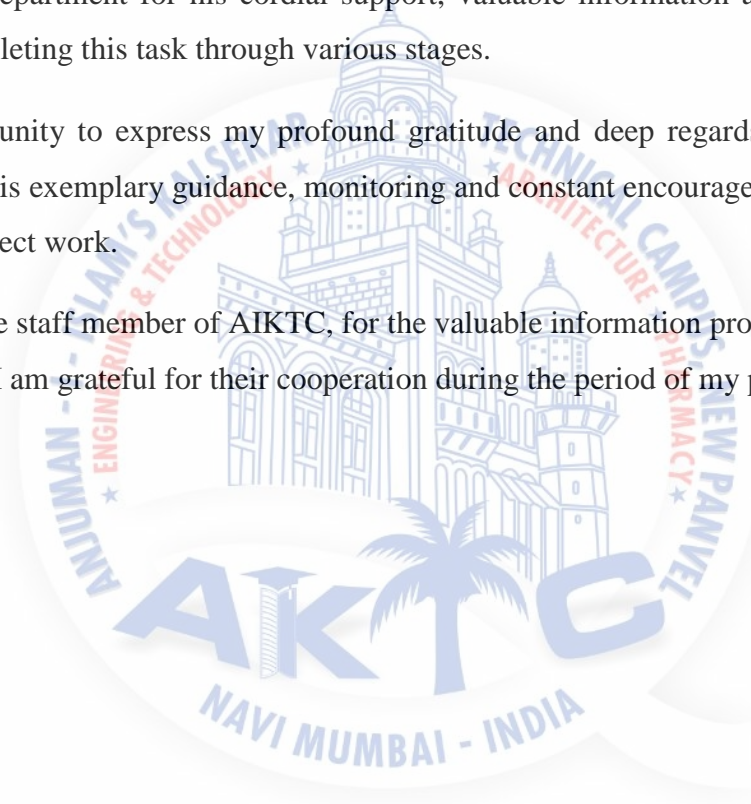 epartment for his cordial support, valuable information
leting this task through various stages.
unity to express my profound gratitude and deep regard
is exemplary guidance, monitoring and constant encourage
ect work.
e staff member of AIKTC, for the valuable information pro
I am grateful for their cooperation during the period of my p
ANJUMAN - I - ISLAM'S KALSEKAR TECHNICAL CAMPUS, NEW PANVEL
★ ENGINEERING & TECHNOLOGY ★ ★ ARCHITECTURE PHARMACY ★
AIKTC
NAVI MUMBAI - INDIA